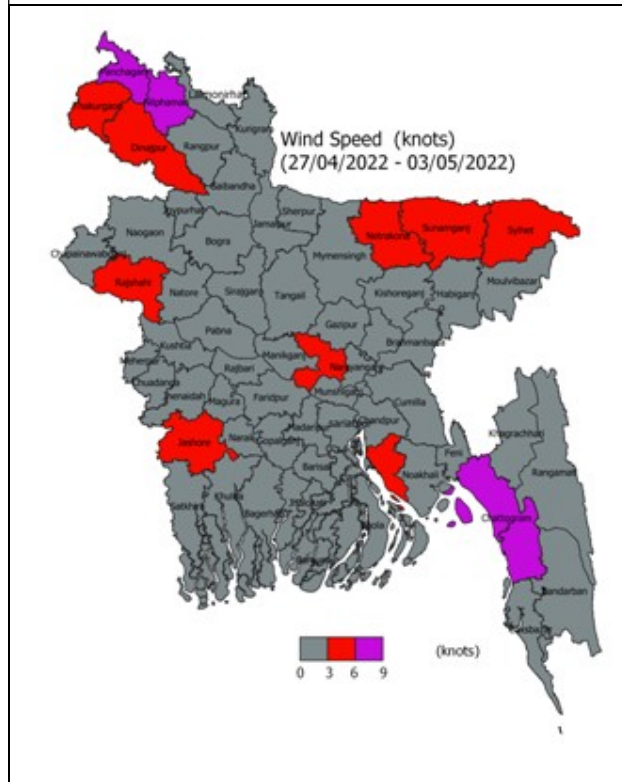 Panchagarh
Nilphamari
Lalmonirhat
Thakurgaon
Kurigram
Wind Speed (knots)
(27/04/2022 - 03/05/2022)
Dinajpur
Rangpur
Gaibandha
Joypurhat
Sherpur
Naogaon
Jamalpur
Netrokona
Sunamganj
Sylhet
Bogra
Mymensingh
Chapainawabganj
Rajshahi
Natore
Sirajganj
Tangail
Kishoreganj
Habiganj
Moulvibazar
Pabna
Gazipur
Kushtia
Brahmanbaria
Meherpur
Manikganj
Narayanganj
Rajbari
Chuadanga
Jhenaidah
Magura
Faridpur
Munshiganj
Cumilla
Khagrachhari
Jashore
Narail
Gopalganj
Madaripur
Shariatpur
Chandpur
Feni
Noakhali
Rangamati
Barisal
Satkhira
Khulna
Bagerhat
Jhalokati
Bhola
Chattogram
Bandarban
Coxsbazar
(knots)
0 3 6 9